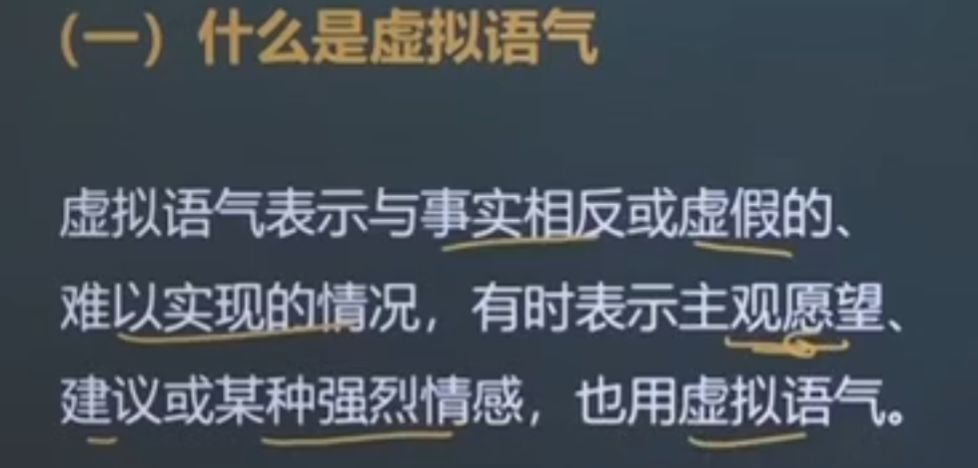 （一）什么是虚拟语气
虚拟语气表示与事实相反或虚假的、
难以实现的情况，有时表示主观愿望、
建议或某种强烈情感，也用虚拟语气。